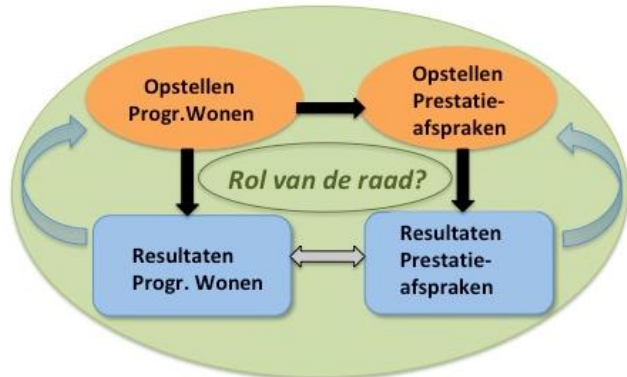 Opstellen
Progr.Wonen
Opstellen
Prestatie-
afspraken
Rol van de raad?
Resultaten
Progr. Wonen
Resultaten
Prestatie-
afspraken